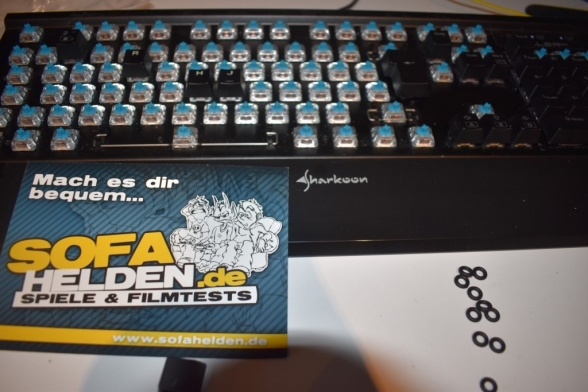 Sharkoon
Mach es dir
bequem...
SOFA
HELDEN.de
SPIELE & FILMTESTS
www.sofahelden.de
H
J